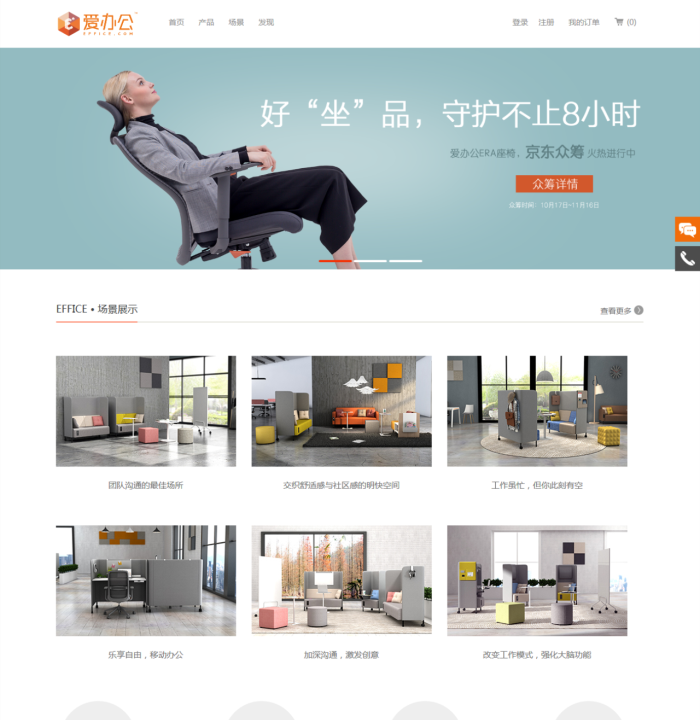 爱办公
EFFICE.COM
首页 产品 场景 发现
登录 注册 我的订单 (0)
好“坐”品，守护不止8小时
爱办公ERA座椅，京东众筹 火热进行中
众筹详情
众筹时间：10月17日-11月16日
EFFICE • 场景展示
查看更多
团队沟通的最佳场所
交织舒适感与社区感的明快空间
工作虽忙，但你此刻有空
乐享自由，移动办公
加深沟通，激发创意
改变工作模式，强化大脑功能